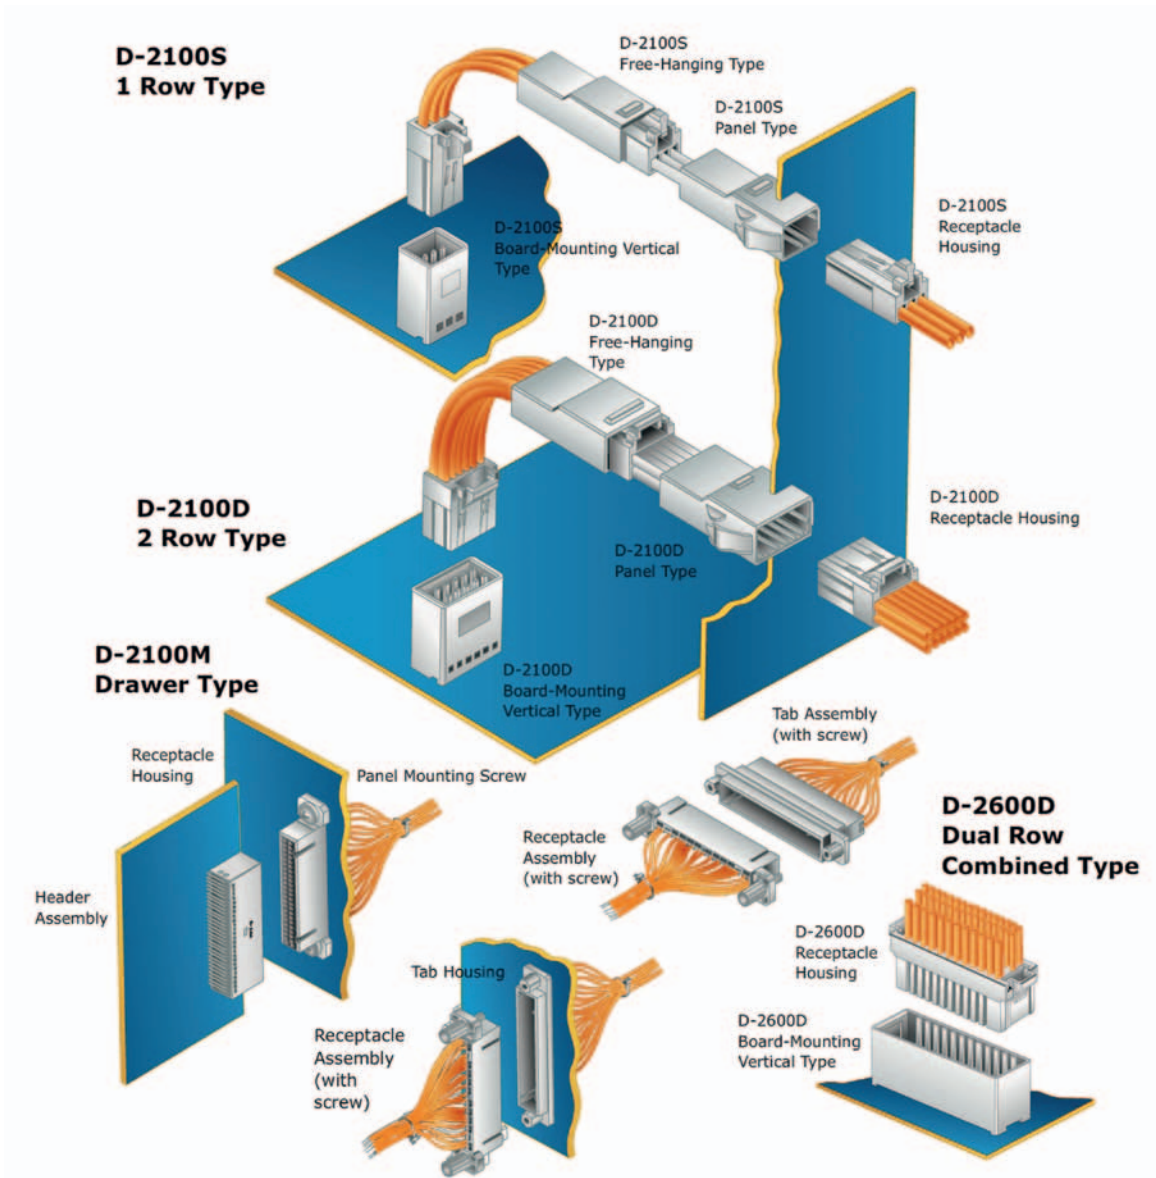 D-2100S
1 Row Type
D-2100S
Free-Hanging Type
D-2100S
Panel Type
D-2100S
Receptacle
Housing
D-2100S
Board-Mounting Vertical
Type
D-2100D
Free-Hanging
Type
D-2100D
2 Row Type
D-2100D
Receptacle Housing
D-2100D
Panel Type
D-2100D
Board-Mounting
Vertical Type
D-2100M
Drawer Type
Receptacle
Housing
Panel Mounting Screw
Header
Assembly
Tab Assembly
(with screw)
Receptacle
Assembly
(with screw)
Tab Housing
Receptacle
Assembly
(with
screw)
D-2600D
Dual Row
Combined Type
D-2600D
Receptacle
Housing
D-2600D
Board-Mounting
Vertical Type